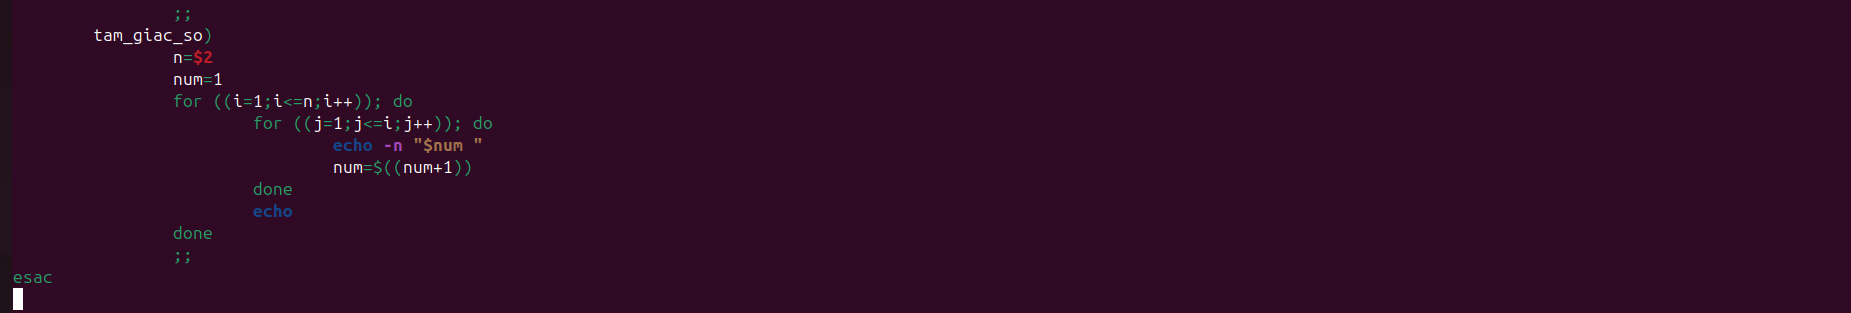 ;;
tam_giac_so)
n=$2
num=1
for ((i=1;i<=n;i++)); do
for ((j=1;j<=i;j++)); do
echo -n "$num "
num=$((num+1))
done
echo
done
;;
esac